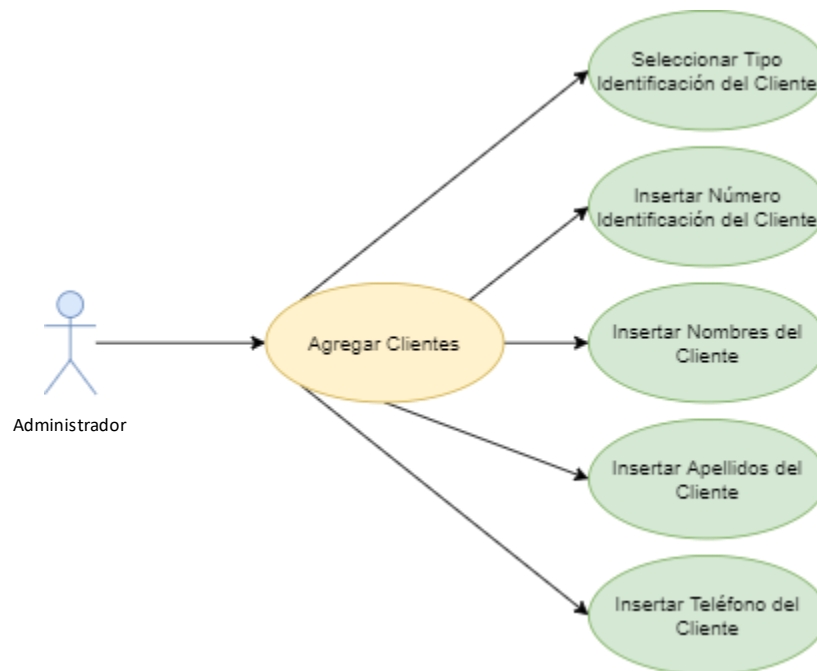 Seleccionar Tipo
Identificación del Cliente
Insertar Número
Identificación del Cliente
Agregar Clientes
Insertar Nombres del
Cliente
Administrador
Insertar Apellidos del
Cliente
Insertar Teléfono del
Cliente